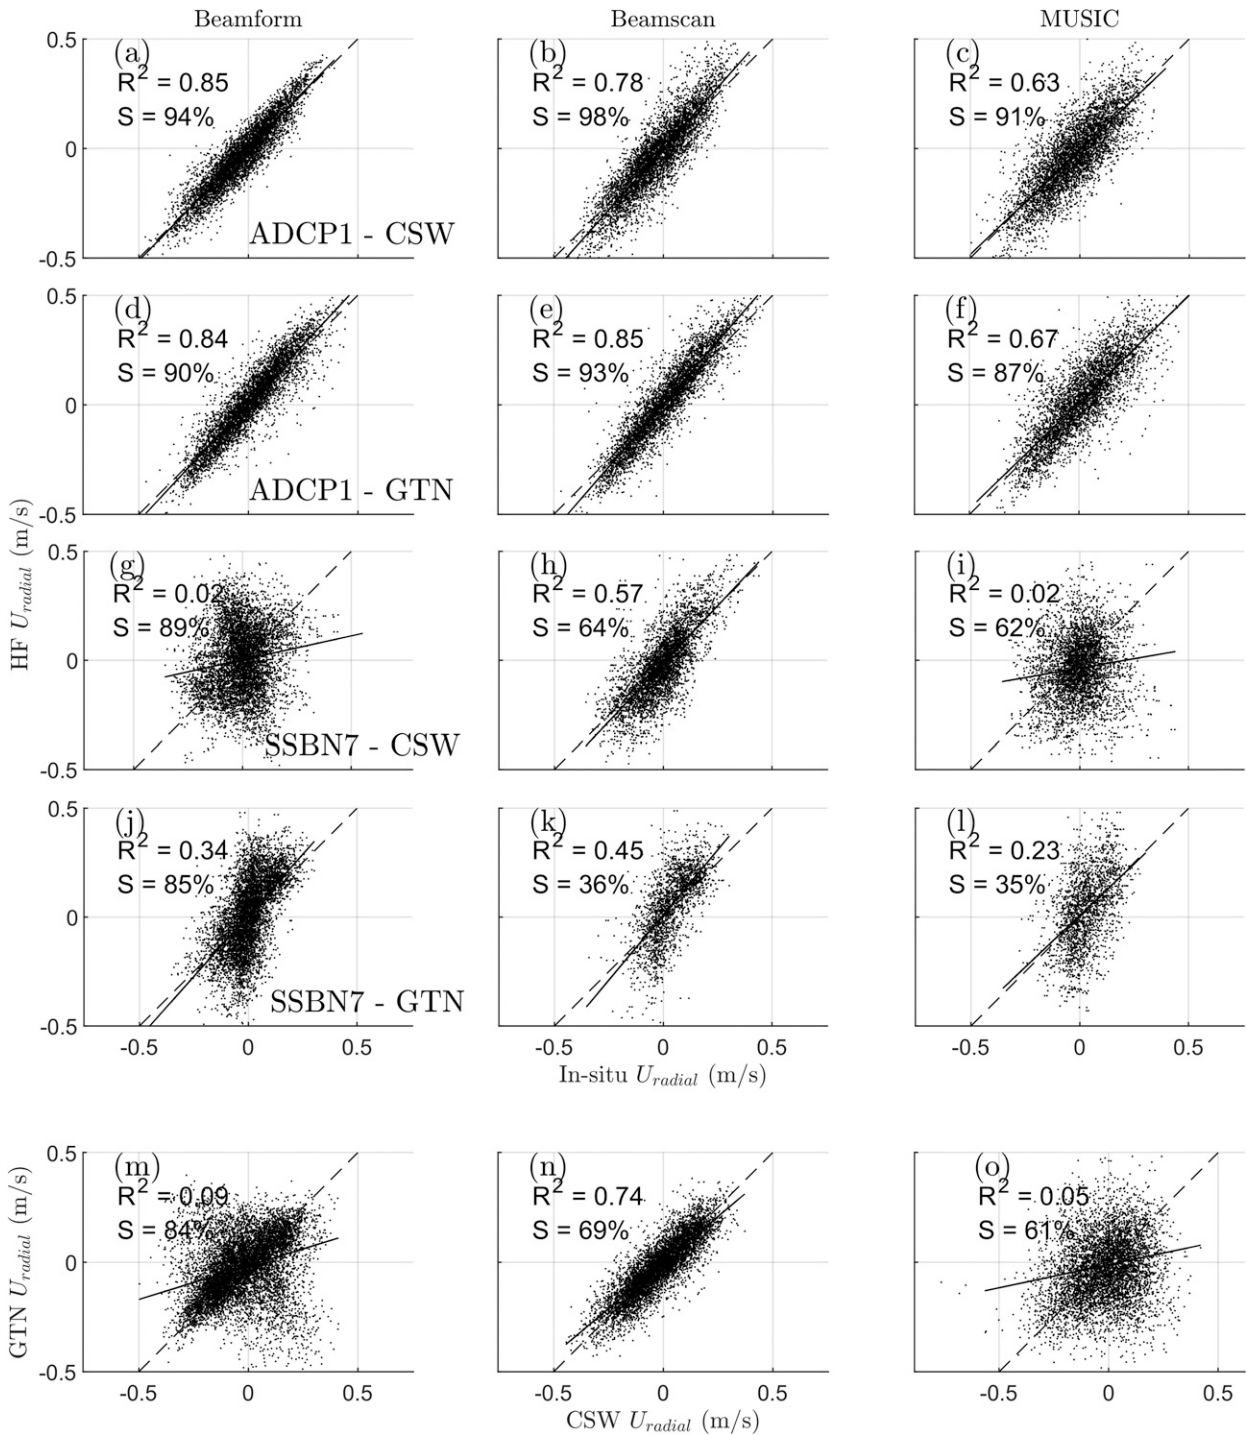 Beamform Beamscan MUSIC
0.5 (a) (b) (c)
R² = 0.85 R² = 0.78 R² = 0.63
S = 94% S = 98% S = 91%
0
ADCP1 - CSW
-0.5
0.5 (d) (e) (f)
R² = 0.84 R² = 0.85 R² = 0.67
S = 90% S = 93% S = 87%
0
ADCP1 - GTN
-0.5
HF U_radial (m/s)
0.5 (g) (h) (i)
R² = 0.02 R² = 0.57 R² = 0.02
S = 89% S = 64% S = 62%
0
SSBN7 - CSW
-0.5
0.5 (j) (k) (l)
R² = 0.34 R² = 0.45 R² = 0.23
S = 85% S = 36% S = 35%
0
SSBN7 - GTN
-0.5
-0.5 0 0.5 -0.5 0 0.5 -0.5 0 0.5
In-situ U_radial (m/s)
0.5 (m) (n) (o)
R² = 0.09 R² = 0.74 R² = 0.05
S = 84% S = 69% S = 61%
0
GTN U_radial (m/s)
-0.5
-0.5 0 0.5 -0.5 0 0.5 -0.5 0 0.5
CSW U_radial (m/s)